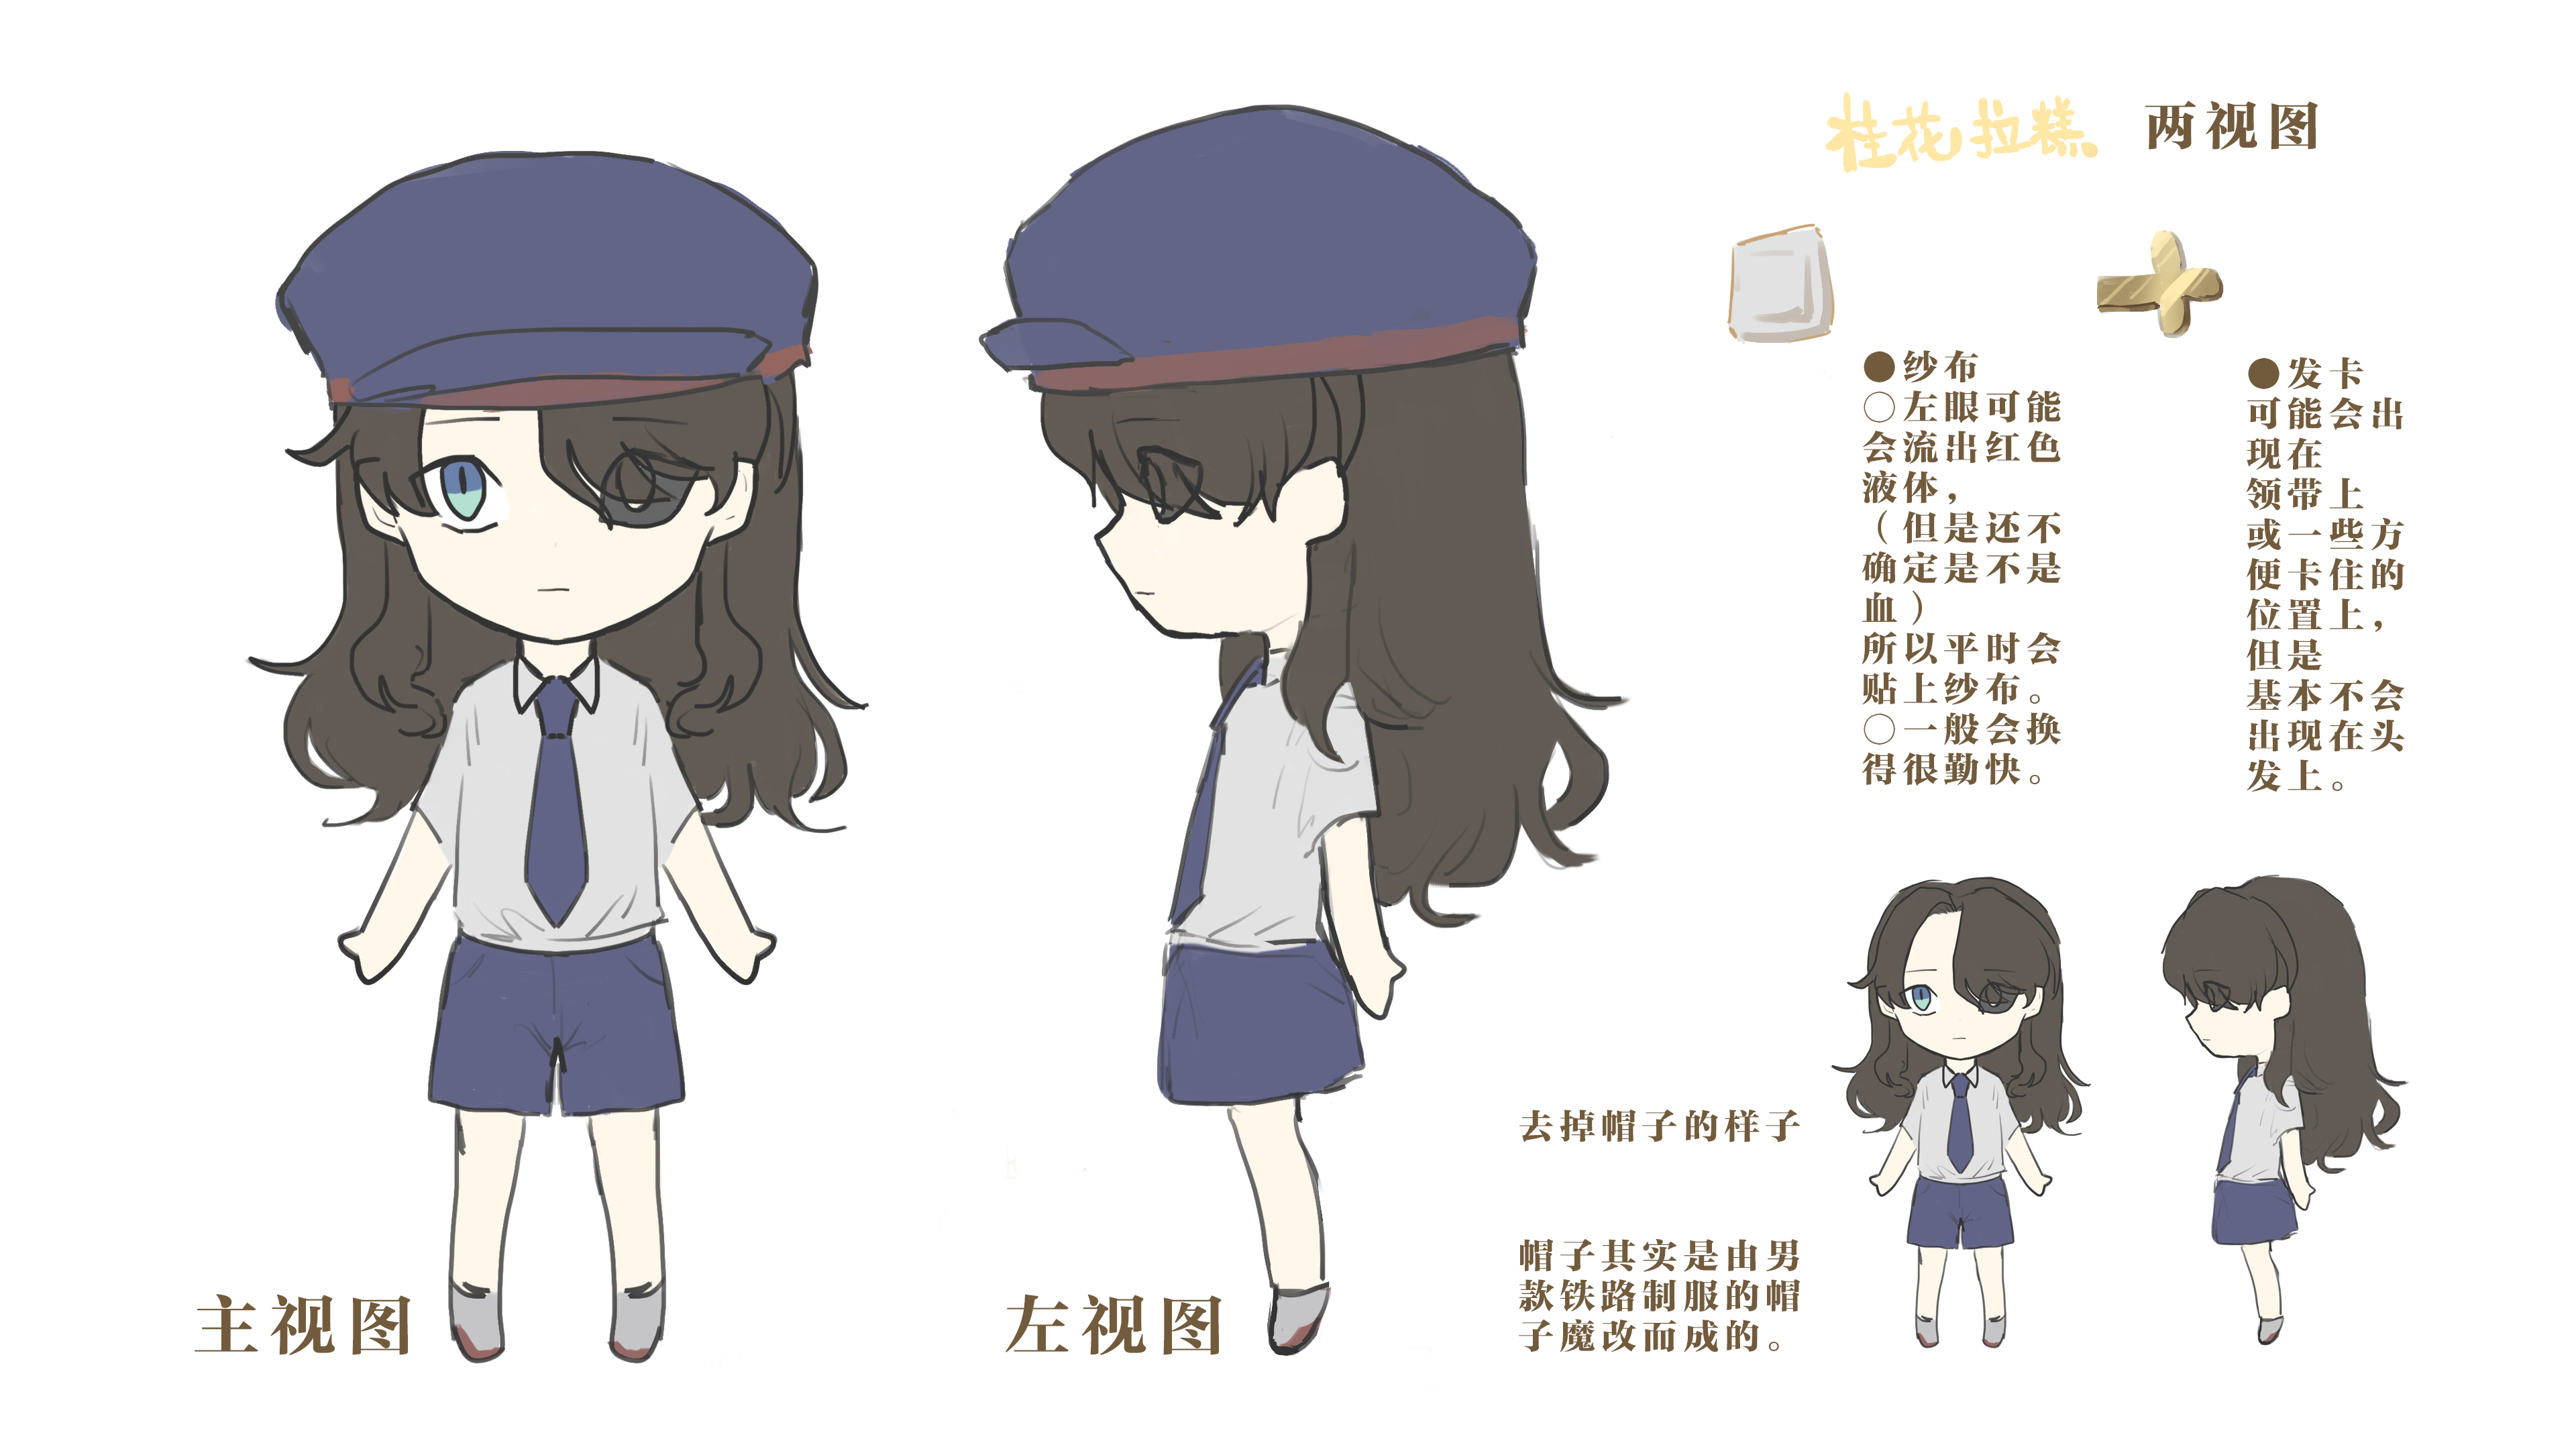 桂花拉糕 两视图
●纱布
○左眼可能
会流出红色
液体，
（但是还不
确定是不是
血）
所以平时会
贴上纱布。
○一般会换
得很勤快。
●发卡
可能会出
现在
领带上
或一些方
便卡住的
位置上，
但是
基本不会
出现在头
发上。
去掉帽子的样子
帽子其实是由男
款铁路制服的帽
子魔改而成的。
主视图
左视图